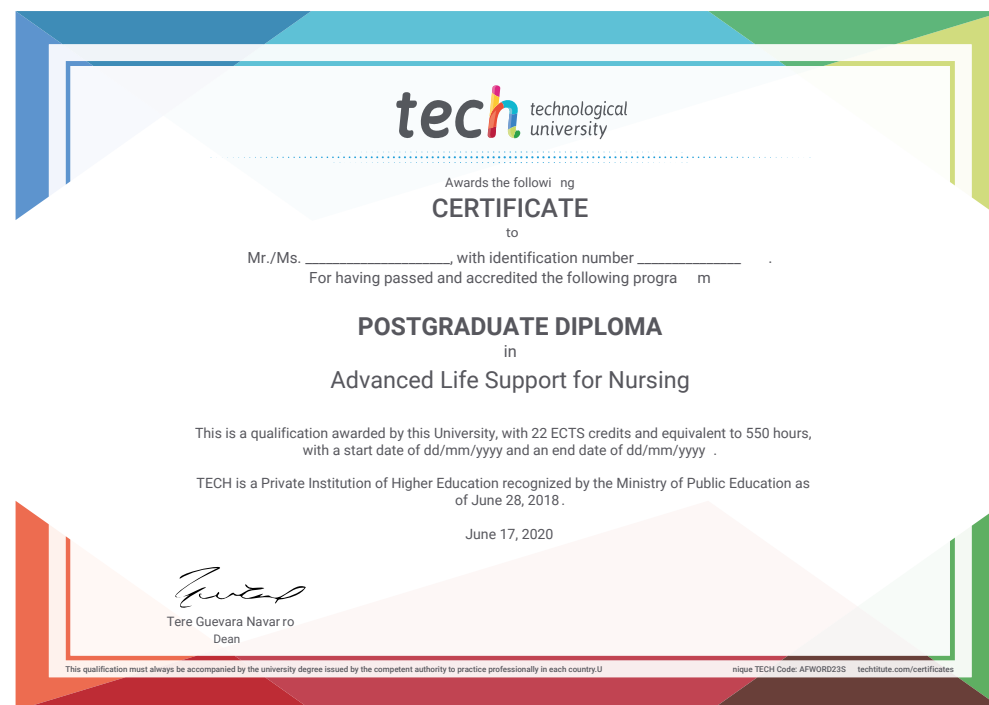 tech technological
university
Awards the followi ng
CERTIFICATE
to
Mr./Ms. _____________________, with identification number _______________ .
For having passed and accredited the following progra m
POSTGRADUATE DIPLOMA
in
Advanced Life Support for Nursing
This is a qualification awarded by this University, with 22 ECTS credits and equivalent to 550 hours,
with a start date of dd/mm/yyyy and an end date of dd/mm/yyyy .
TECH is a Private Institution of Higher Education recognized by the Ministry of Public Education as
of June 28, 2018 .
June 17, 2020
Tere Guevara Navar ro
Dean
This qualification must always be accompanied by the university degree issued by the competent authority to practice professionally in each country.U nique TECH Code: AFWORD23S techtitute.com/certificates